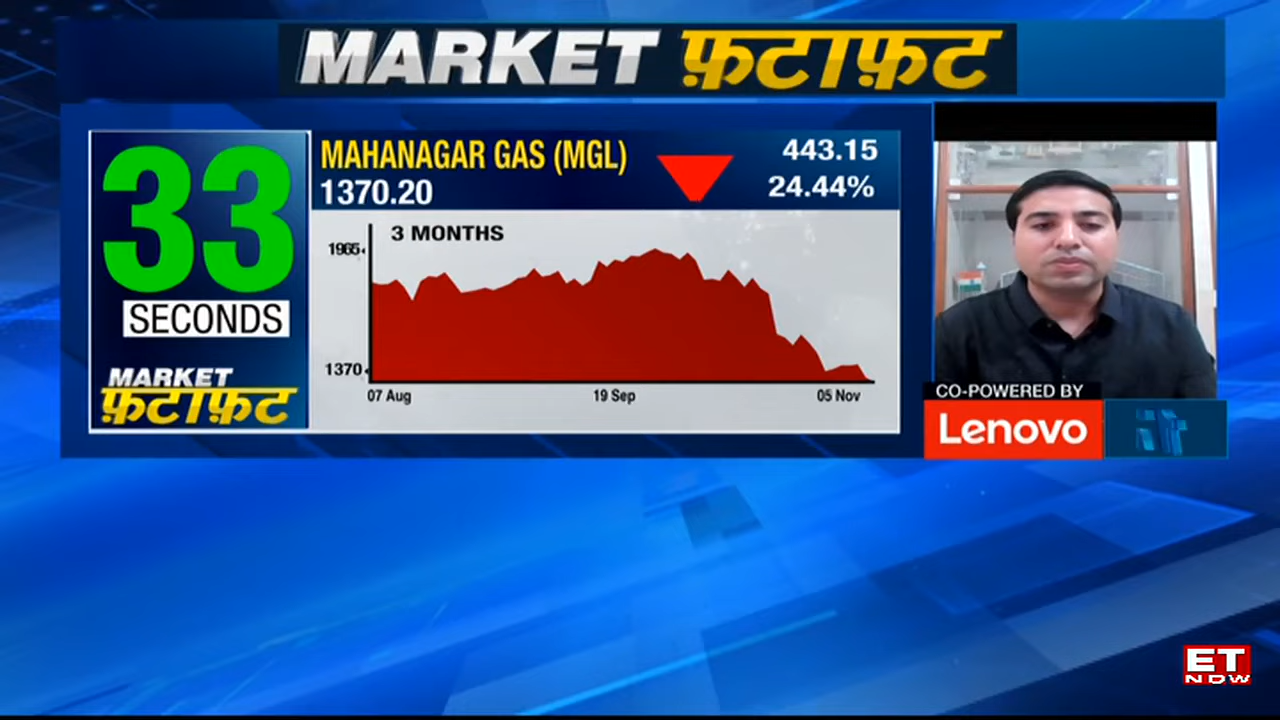 MARKET फ़टाफ़ट
33
SECONDS
MARKET
फ़टाफ़ट
MAHANAGAR GAS (MGL)
1370.20
443.15
24.44%
3 MONTHS
1965
1370
07 Aug
19 Sep
05 Nov
CO-POWERED BY
Lenovo
ET
NOW